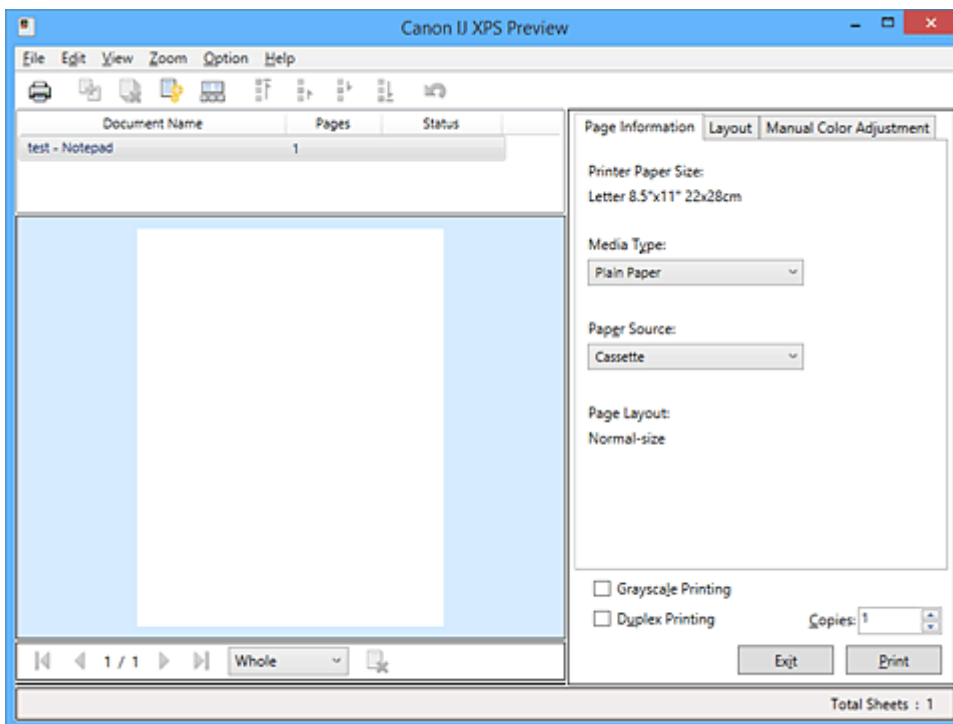 Canon IJ XPS Preview
File Edit View Zoom Option Help
Document Name Pages Status
test - Notepad 1
Page Information Layout Manual Color Adjustment
Printer Paper Size:
Letter 8.5"x11" 22x28cm
Media Type:
Plain Paper
Paper Source:
Cassette
Page Layout:
Normal-size
Grayscale Printing
Duplex Printing Copies: 1
1 / 1 Whole Exit Print
Total Sheets : 1